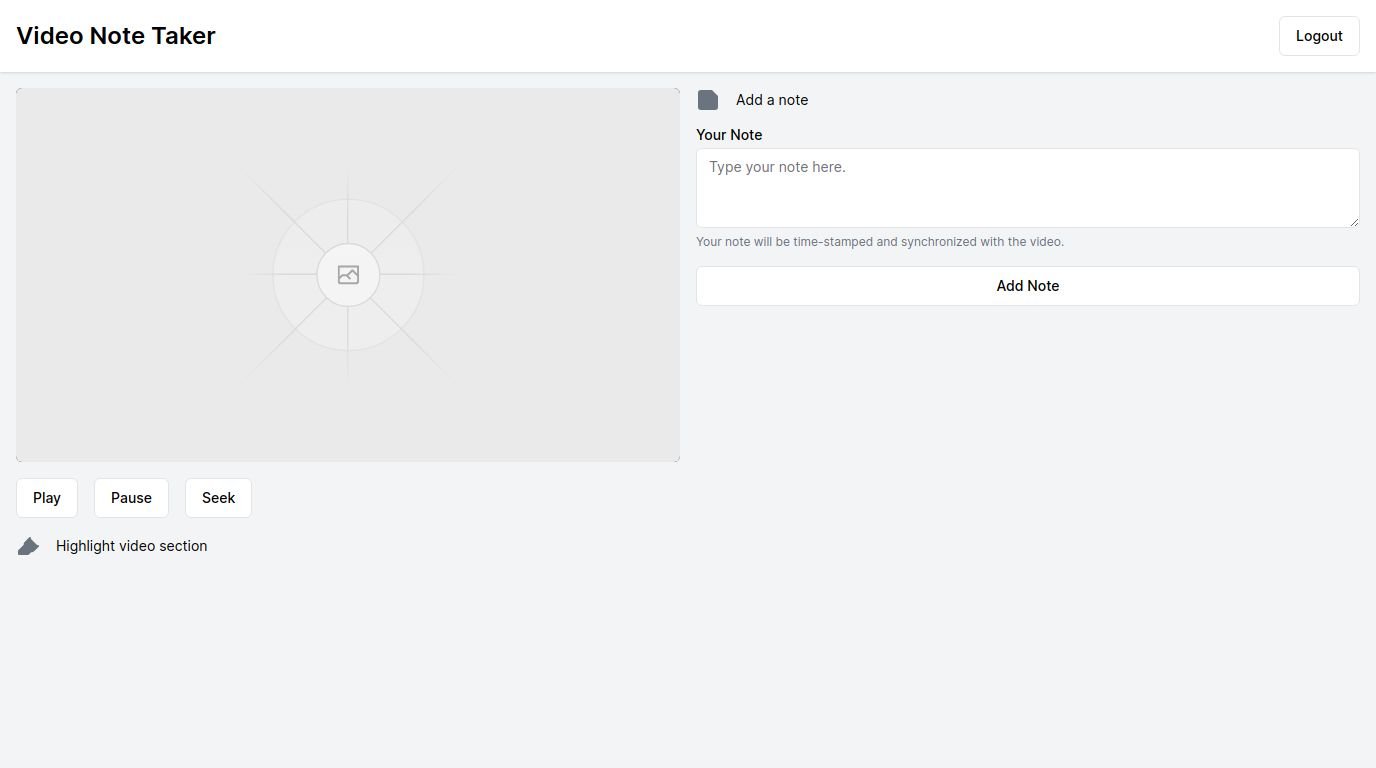 Video Note Taker
Logout
Play
Pause
Seek
Highlight video section
Add a note
Your Note
Type your note here.
Your note will be time-stamped and synchronized with the video.
Add Note